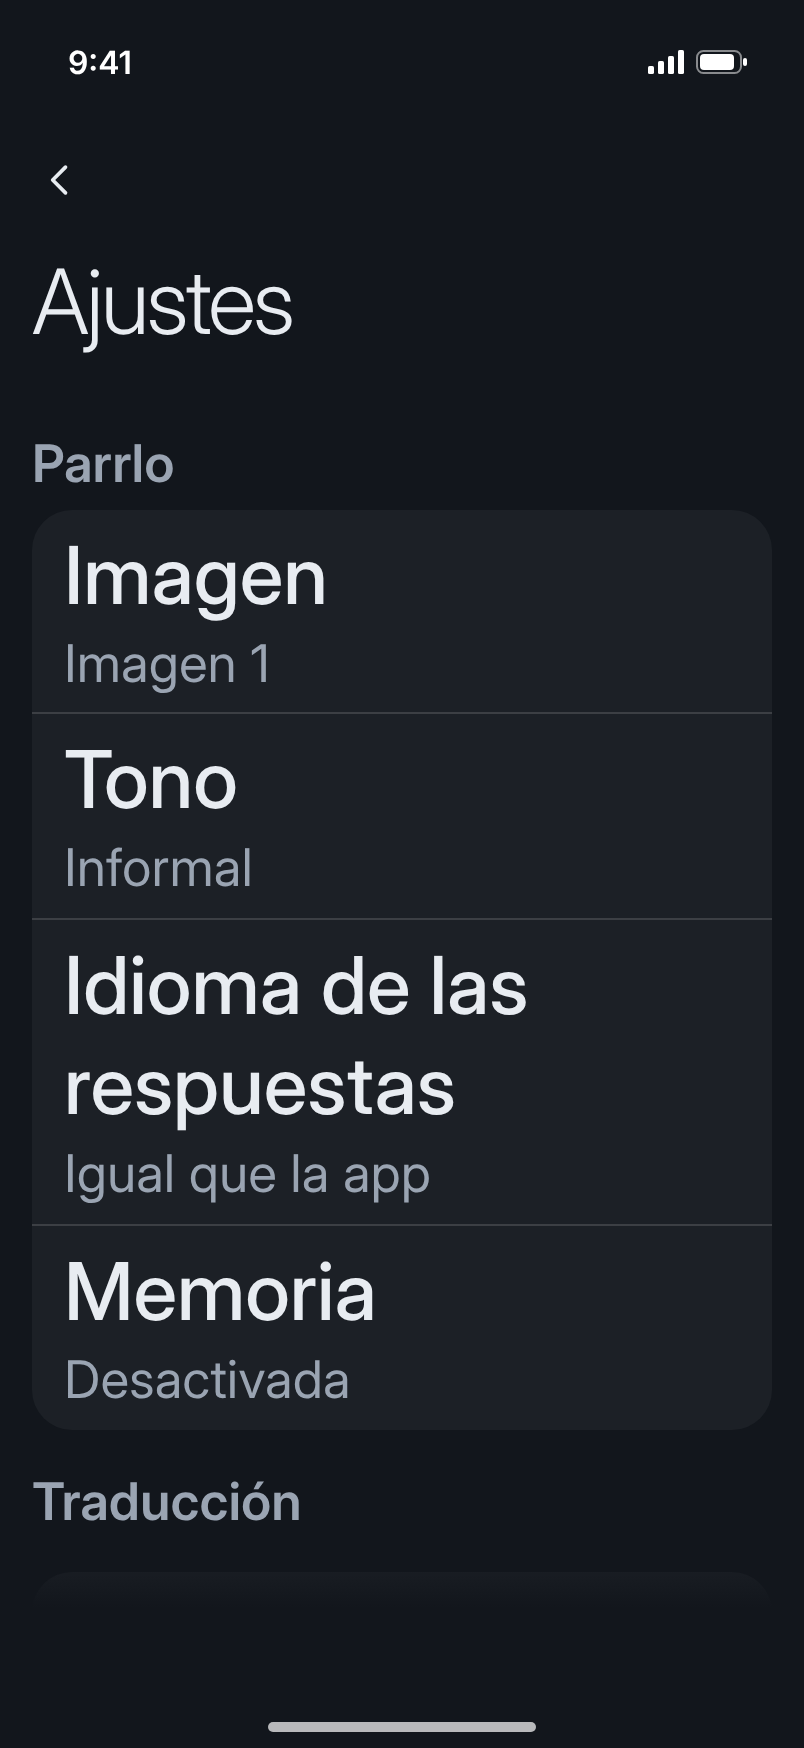 9:41
Ajustes
Parrlo
Imagen
Imagen 1
Tono
Informal
Idioma de las
respuestas
Igual que la app
Memoria
Desactivada
Traducción